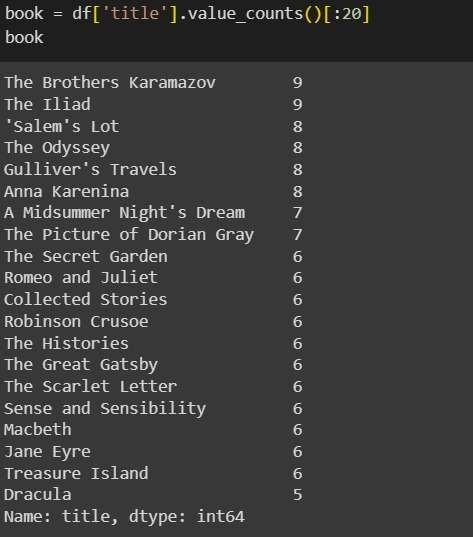 book = df['title'].value_counts()[:20]
book
The Brothers Karamazov 9
The Iliad 9
'Salem's Lot 8
The Odyssey 8
Gulliver's Travels 8
Anna Karenina 8
A Midsummer Night's Dream 7
The Picture of Dorian Gray 7
The Secret Garden 6
Romeo and Juliet 6
Collected Stories 6
Robinson Crusoe 6
The Histories 6
The Great Gatsby 6
The Scarlet Letter 6
Sense and Sensibility 6
Macbeth 6
Jane Eyre 6
Treasure Island 6
Dracula 5
Name: title, dtype: int64